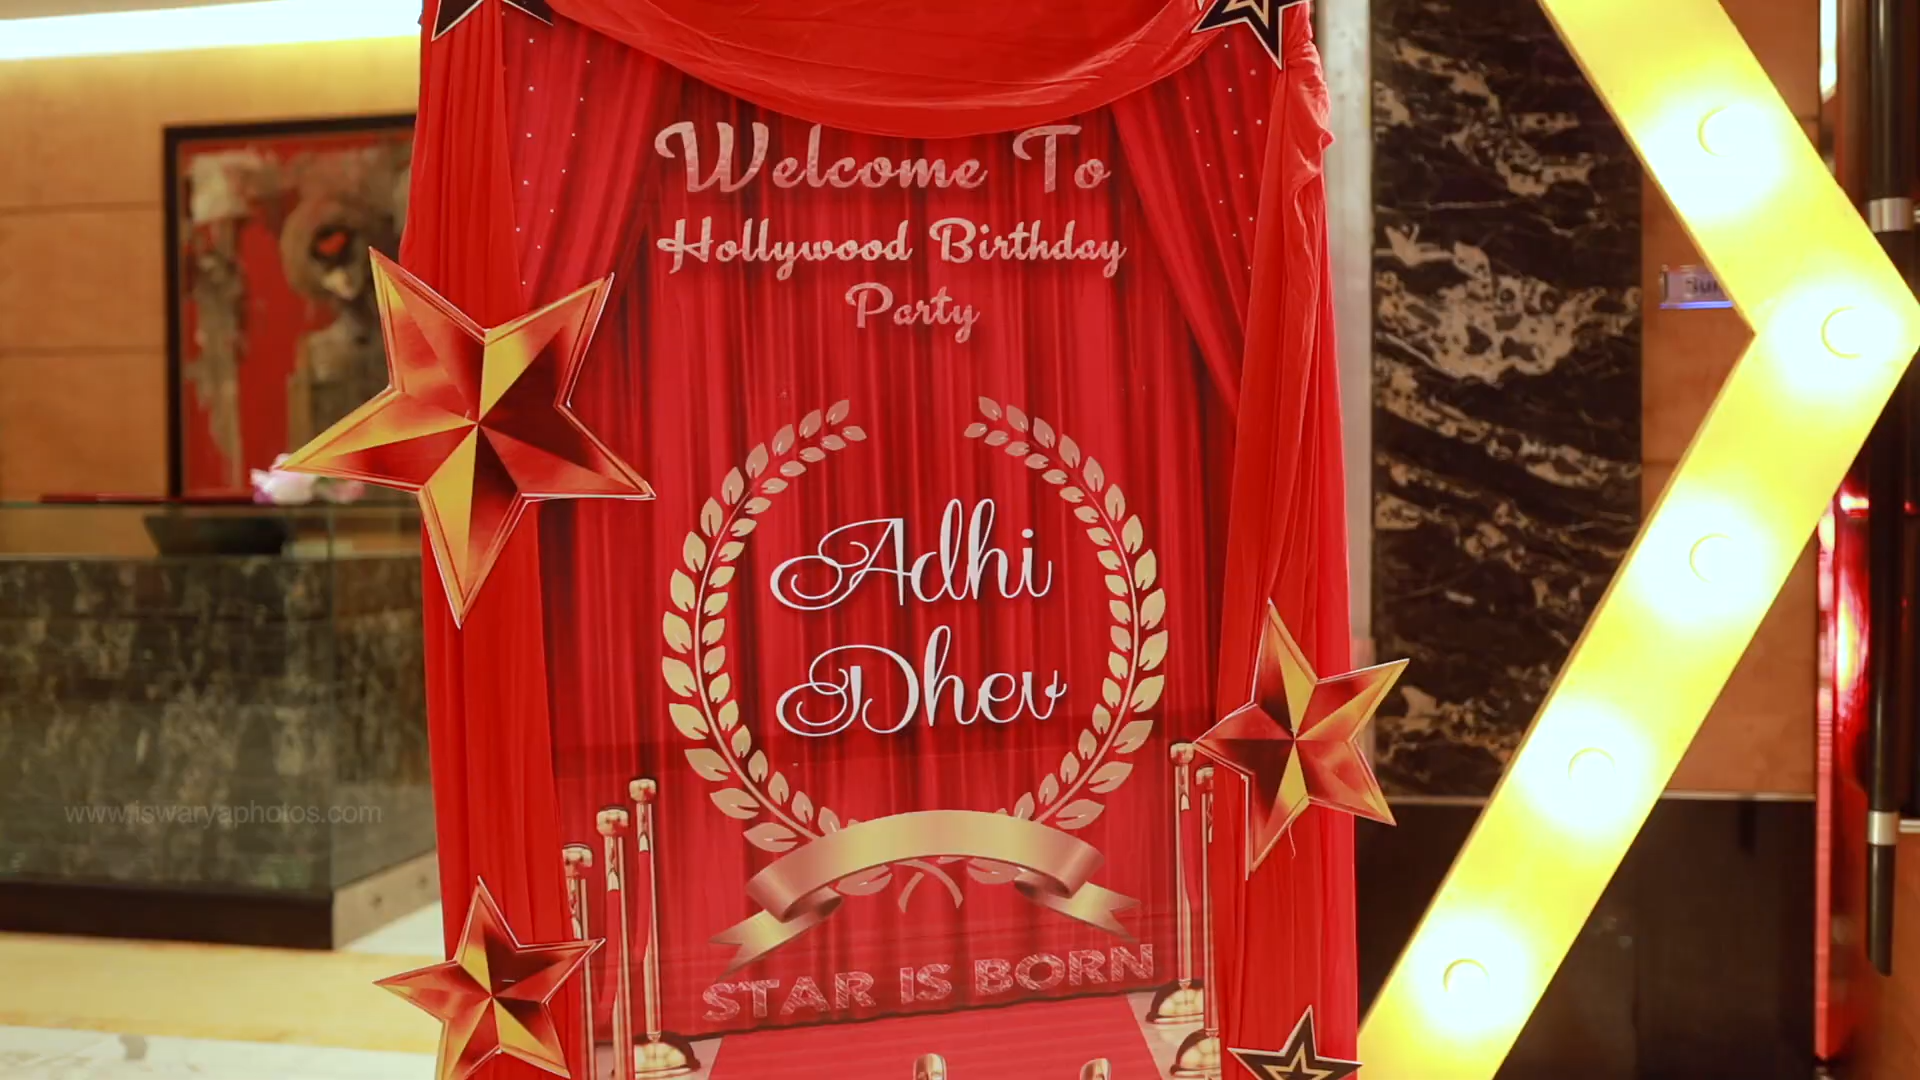 Welcome To
Hollywood Birthday
Party
Adhi
Dhev
STAR IS BORN
www.iswaryaphotos.com